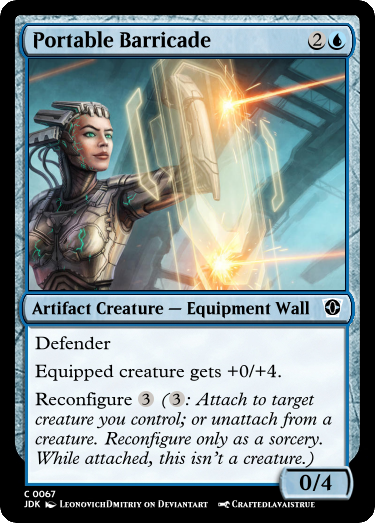 Portable Barricade 2
Artifact Creature — Equipment Wall
Defender
Equipped creature gets +0/+4.
Reconfigure 3 (3: Attach to target
creature you control; or unattach from a
creature. Reconfigure only as a sorcery.
While attached, this isn't a creature.)
0/4
C 0067
JDK LeonovichDmitriy on Deviantart Craftedlavaistrue